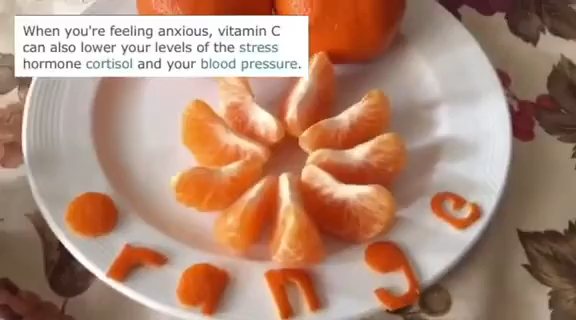 When you're feeling anxious, vitamin C
can also lower your levels of the stress
hormone cortisol and your blood pressure.
orange